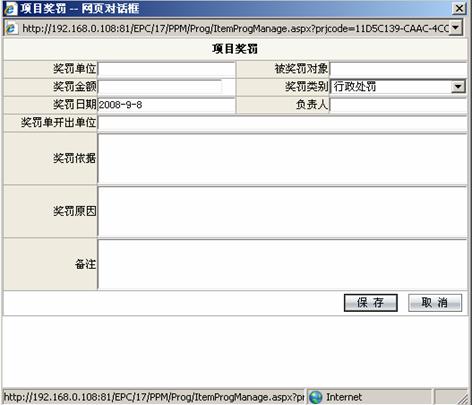 项目奖罚 -- 网页对话框
http://192.168.0.108:81/EPC/17/PPM/Prog/ItemProgManage.aspx?prjcode=11D5C139-CAAC-4CC
项目奖罚
奖罚单位 被奖罚对象
奖罚金额 奖罚类别 行政处罚
奖罚日期 2008-9-8 负责人
奖罚单开出单位
奖罚依据
奖罚原因
备注
保 存 取 消
http://192.168.0.108:81/EPC/17/PPM/Prog/ItemProgManage.aspx?pr Internet